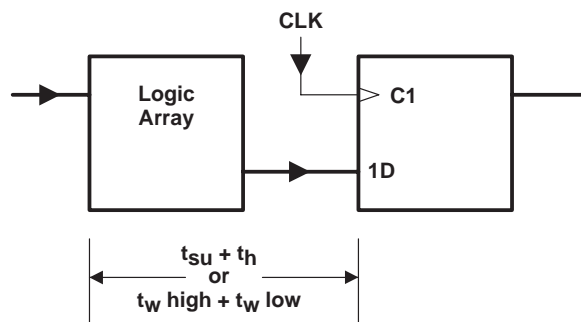 CLK
Logic
Array
C1
1D
tsu + th
or
tw high + tw low